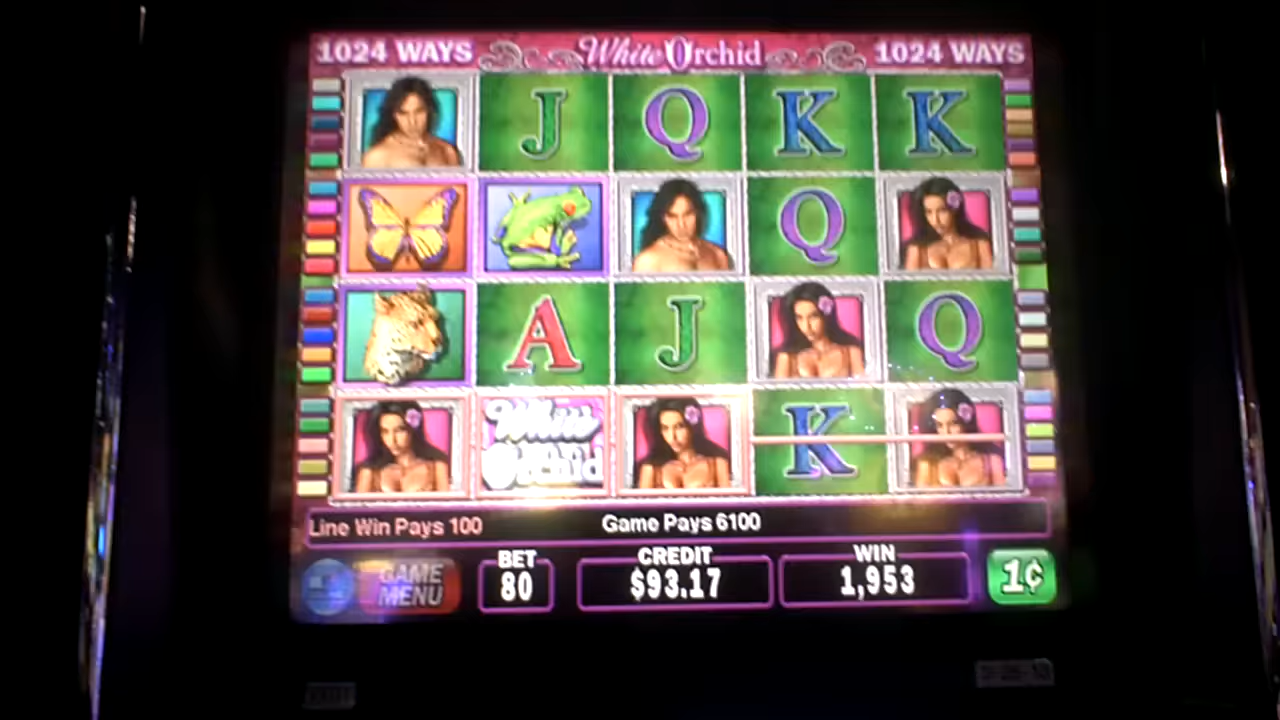 1024 WAYS White Orchid 1024 WAYS
J Q K K
Q
A J Q
White Orchid K
Line Win Pays 100 Game Pays 6100
GAME MENU BET 80 CREDIT $93.17 WIN 1,953 1¢